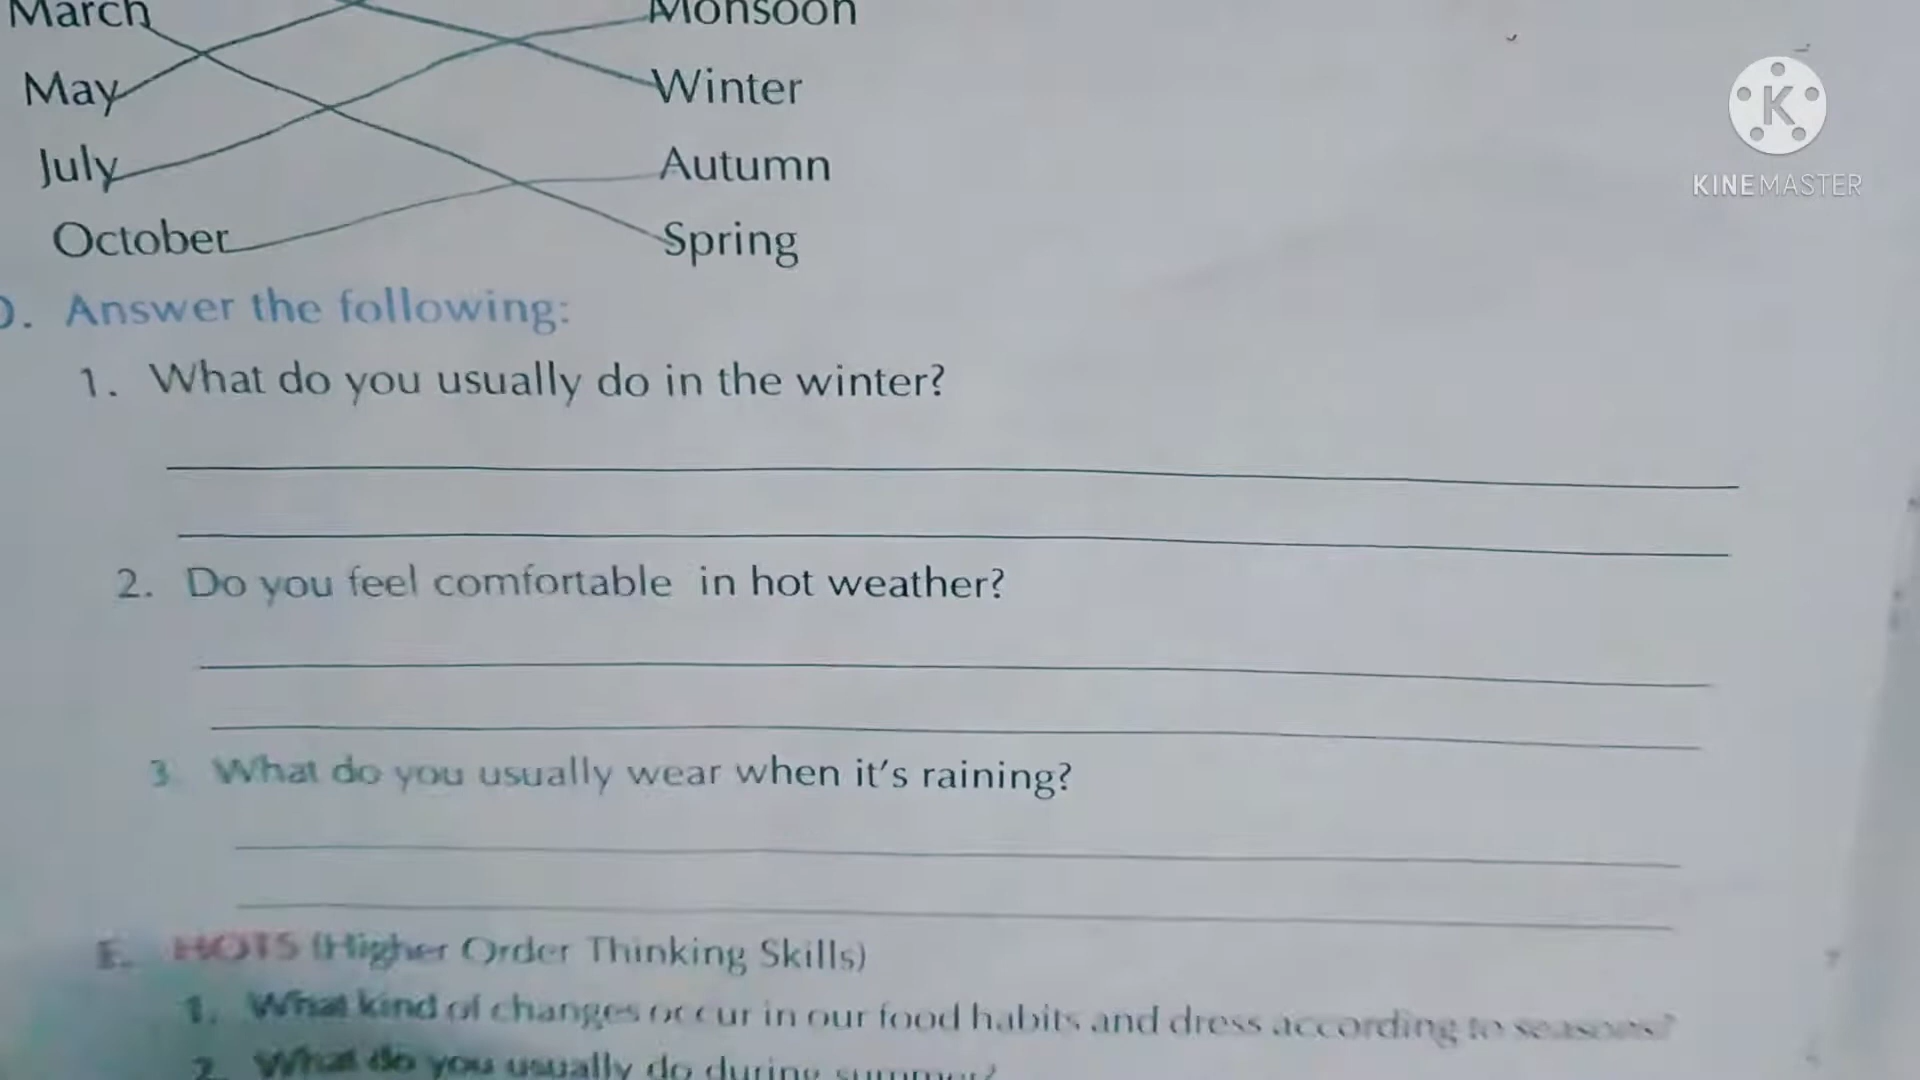 March Monsoon
May Winter
July Autumn
October Spring
KINEMASTER
D. Answer the following:
1. What do you usually do in the winter?
2. Do you feel comfortable in hot weather?
3. What do you usually wear when it's raining?
E. HOTS (Higher Order Thinking Skills)
1. What kind of changes occur in our food habits and dress according to seasons?
2. What do you usually do during summer?